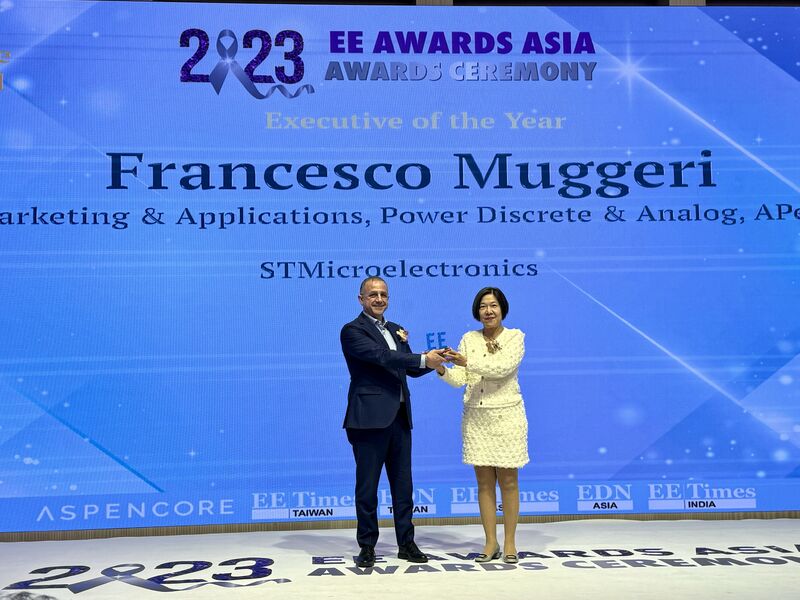 2023 EE AWARDS ASIA
AWARDS CEREMONY
Executive of the Year
Francesco Muggeri
arketing & Applications, Power Discrete & Analog, APe
STMicroelectronics
EE
ASPENCORE
EE Times
TAIWAN
EDN
EE Times
EDN
ASIA
EE Times
INDIA
2023 EE AWARDS ASIA
AWARDS CEREMONY